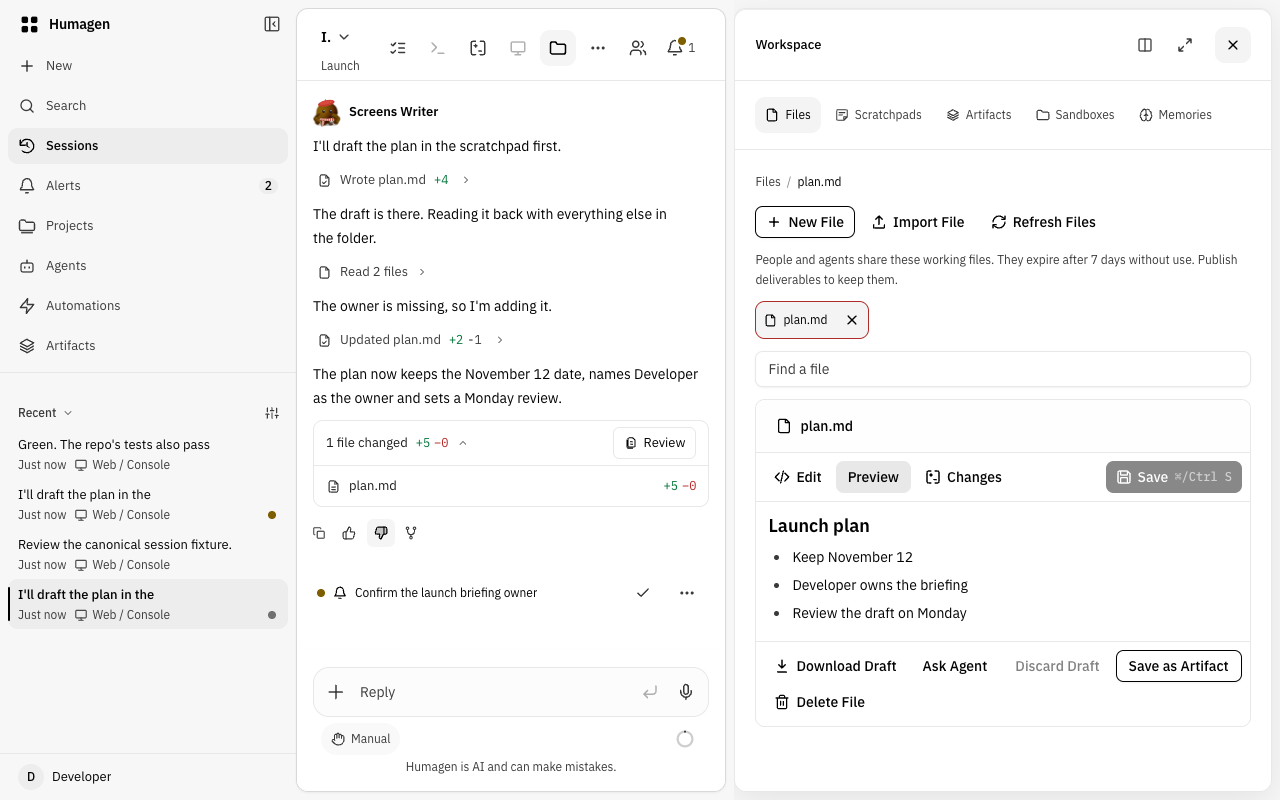 Humagen
New
Search
Sessions
Alerts 2
Projects
Agents
Automations
Artifacts
Recent
Green. The repo's tests also pass
Just now Web / Console
I'll draft the plan in the
Just now Web / Console
Review the canonical session fixture.
Just now Web / Console
I'll draft the plan in the
Just now Web / Console
D Developer
I.
Launch
1
Screens Writer
I'll draft the plan in the scratchpad first.
Wrote plan.md +4
The draft is there. Reading it back with everything else in
the folder.
Read 2 files
The owner is missing, so I'm adding it.
Updated plan.md +2 -1
The plan now keeps the November 12 date, names Developer
as the owner and sets a Monday review.
1 file changed +5 −0 Review
plan.md +5 −0
Confirm the launch briefing owner
Reply
Manual
Humagen is AI and can make mistakes.
Workspace
Files Scratchpads Artifacts Sandboxes Memories
Files / plan.md
New File Import File Refresh Files
People and agents share these working files. They expire after 7 days without use. Publish
deliverables to keep them.
plan.md
Find a file
plan.md
Edit Preview Changes Save ⌘/Ctrl S
Launch plan
• Keep November 12
• Developer owns the briefing
• Review the draft on Monday
Download Draft Ask Agent Discard Draft Save as Artifact
Delete File